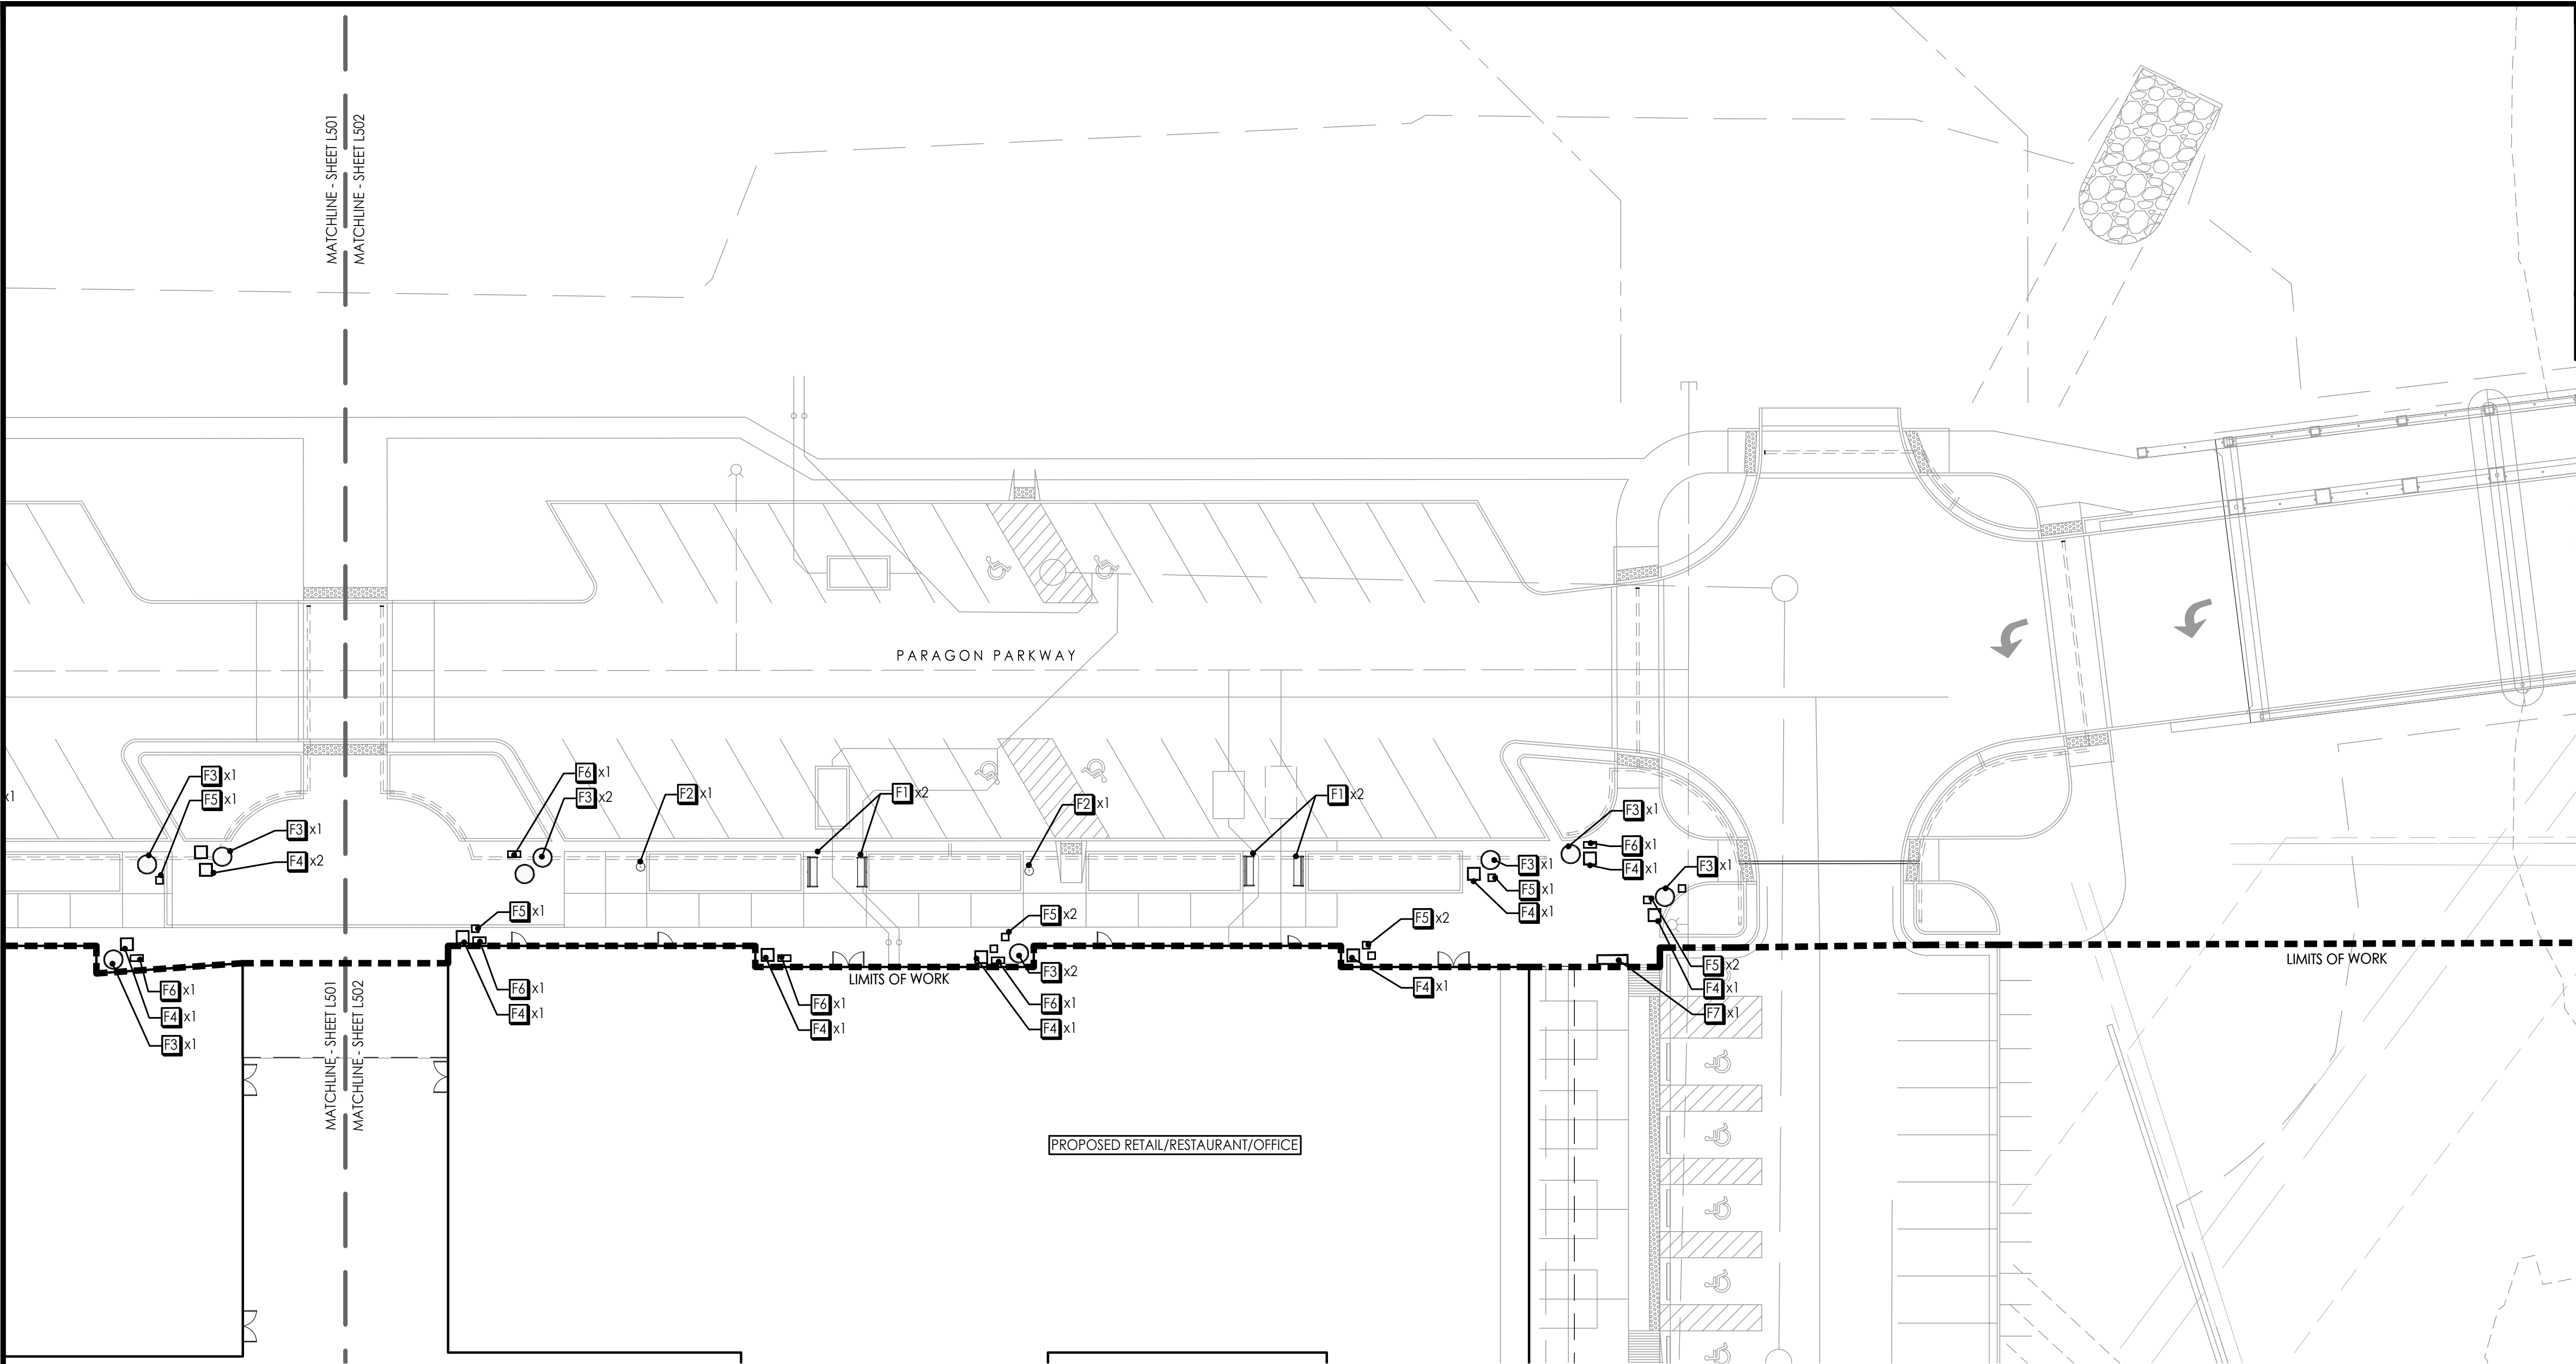 MATCHLINE - SHEET L501
MATCHLINE - SHEET L502
PARAGON PARKWAY
x1
F3 x1
F5 x1
F3 x1
F4 x2
F6 x1
F3 x2
F2 x1
F1 x2
F2 x1
F1 x2
F3 x1
F6 x1
F4 x1
F3 x1
F5 x1
F4 x1
F3 x1
F5 x1
F5 x2
F5 x2
F6 x1
F4 x1
F3 x1
F6 x1
F4 x1
F6 x1
F4 x1
F3 x2
F6 x1
F4 x1
F4 x1
F5 x2
F4 x1
F7 x1
LIMITS OF WORK
LIMITS OF WORK
MATCHLINE - SHEET L501
MATCHLINE - SHEET L502
PROPOSED RETAIL/RESTAURANT/OFFICE